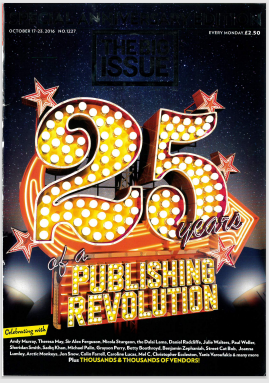 OCTOBER 17-23, 2016 NO.1227
EVERY MONDAY £2.50
THE BIG
ISSUE
25
years
of a
PUBLISHING
REVOLUTION
Celebrating with
Andy Murray, Theresa May, Sir Alex Ferguson, Nicola Sturgeon, the Dalai Lama, Daniel Radcliffe, Julie Walters, Paul Weller,
Sheridan Smith, Sadiq Khan, Michael Palin, Grayson Perry, Betty Boothroyd, Benjamin Zephaniah, Street Cat Bob, Joanna
Lumley, Arctic Monkeys, Jon Snow, Colin Farrell, Caroline Lucas, Mel C, Christopher Eccleston, Yanis Varoufakis & many more
Plus THOUSANDS & THOUSANDS OF VENDORS!